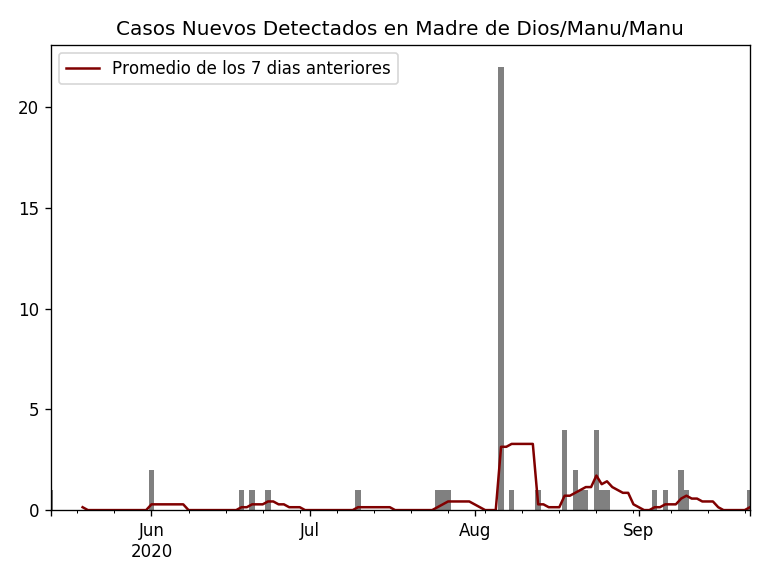 Casos Nuevos Detectados en Madre de Dios/Manu/Manu
Promedio de los 7 dias anteriores
20
15
10
5
0
Jun
2020
Jul
Aug
Sep